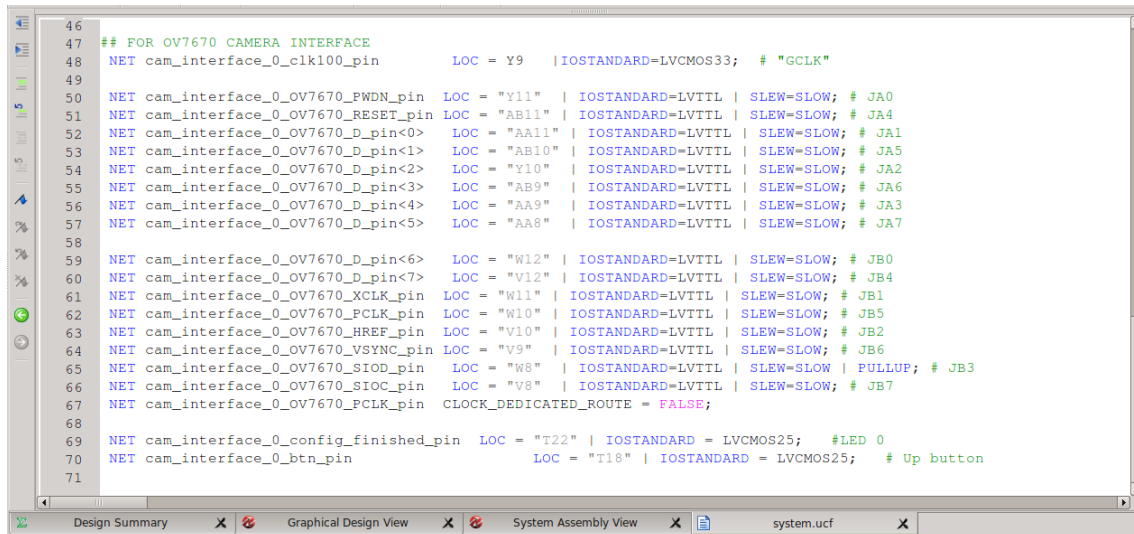 46
47 ## FOR OV7670 CAMERA INTERFACE
48 NET cam_interface_0_clk100_pin LOC = Y9 |IOSTANDARD=LVCMOS33; # "GCLK"
49
50 NET cam_interface_0_OV7670_PWDN_pin LOC = "Y11" | IOSTANDARD=LVTTL | SLEW=SLOW; # JA0
51 NET cam_interface_0_OV7670_RESET_pin LOC = "AB11" | IOSTANDARD=LVTTL | SLEW=SLOW; # JA4
52 NET cam_interface_0_OV7670_D_pin<0> LOC = "AA11" | IOSTANDARD=LVTTL | SLEW=SLOW; # JA1
53 NET cam_interface_0_OV7670_D_pin<1> LOC = "AB10" | IOSTANDARD=LVTTL | SLEW=SLOW; # JA5
54 NET cam_interface_0_OV7670_D_pin<2> LOC = "Y10" | IOSTANDARD=LVTTL | SLEW=SLOW; # JA2
55 NET cam_interface_0_OV7670_D_pin<3> LOC = "AB9" | IOSTANDARD=LVTTL | SLEW=SLOW; # JA6
56 NET cam_interface_0_OV7670_D_pin<4> LOC = "AA9" | IOSTANDARD=LVTTL | SLEW=SLOW; # JA3
57 NET cam_interface_0_OV7670_D_pin<5> LOC = "AA8" | IOSTANDARD=LVTTL | SLEW=SLOW; # JA7
58
59 NET cam_interface_0_OV7670_D_pin<6> LOC = "W12" | IOSTANDARD=LVTTL | SLEW=SLOW; # JB0
60 NET cam_interface_0_OV7670_D_pin<7> LOC = "V12" | IOSTANDARD=LVTTL | SLEW=SLOW; # JB4
61 NET cam_interface_0_OV7670_XCLK_pin LOC = "W11" | IOSTANDARD=LVTTL | SLEW=SLOW; # JB1
62 NET cam_interface_0_OV7670_PCLK_pin LOC = "W10" | IOSTANDARD=LVTTL | SLEW=SLOW; # JB5
63 NET cam_interface_0_OV7670_HREF_pin LOC = "V10" | IOSTANDARD=LVTTL | SLEW=SLOW; # JB2
64 NET cam_interface_0_OV7670_VSYNC_pin LOC = "V9" | IOSTANDARD=LVTTL | SLEW=SLOW; # JB6
65 NET cam_interface_0_OV7670_SIOD_pin LOC = "W8" | IOSTANDARD=LVTTL | SLEW=SLOW | PULLUP; # JB3
66 NET cam_interface_0_OV7670_SIOC_pin LOC = "V8" | IOSTANDARD=LVTTL | SLEW=SLOW; # JB7
67 NET cam_interface_0_OV7670_PCLK_pin CLOCK_DEDICATED_ROUTE = FALSE;
68
69 NET cam_interface_0_config_finished_pin LOC = "T22" | IOSTANDARD = LVCMOS25; #LED 0
70 NET cam_interface_0_btn_pin LOC = "T18" | IOSTANDARD = LVCMOS25; # Up button
71
Design Summary Graphical Design View System Assembly View system.ucf